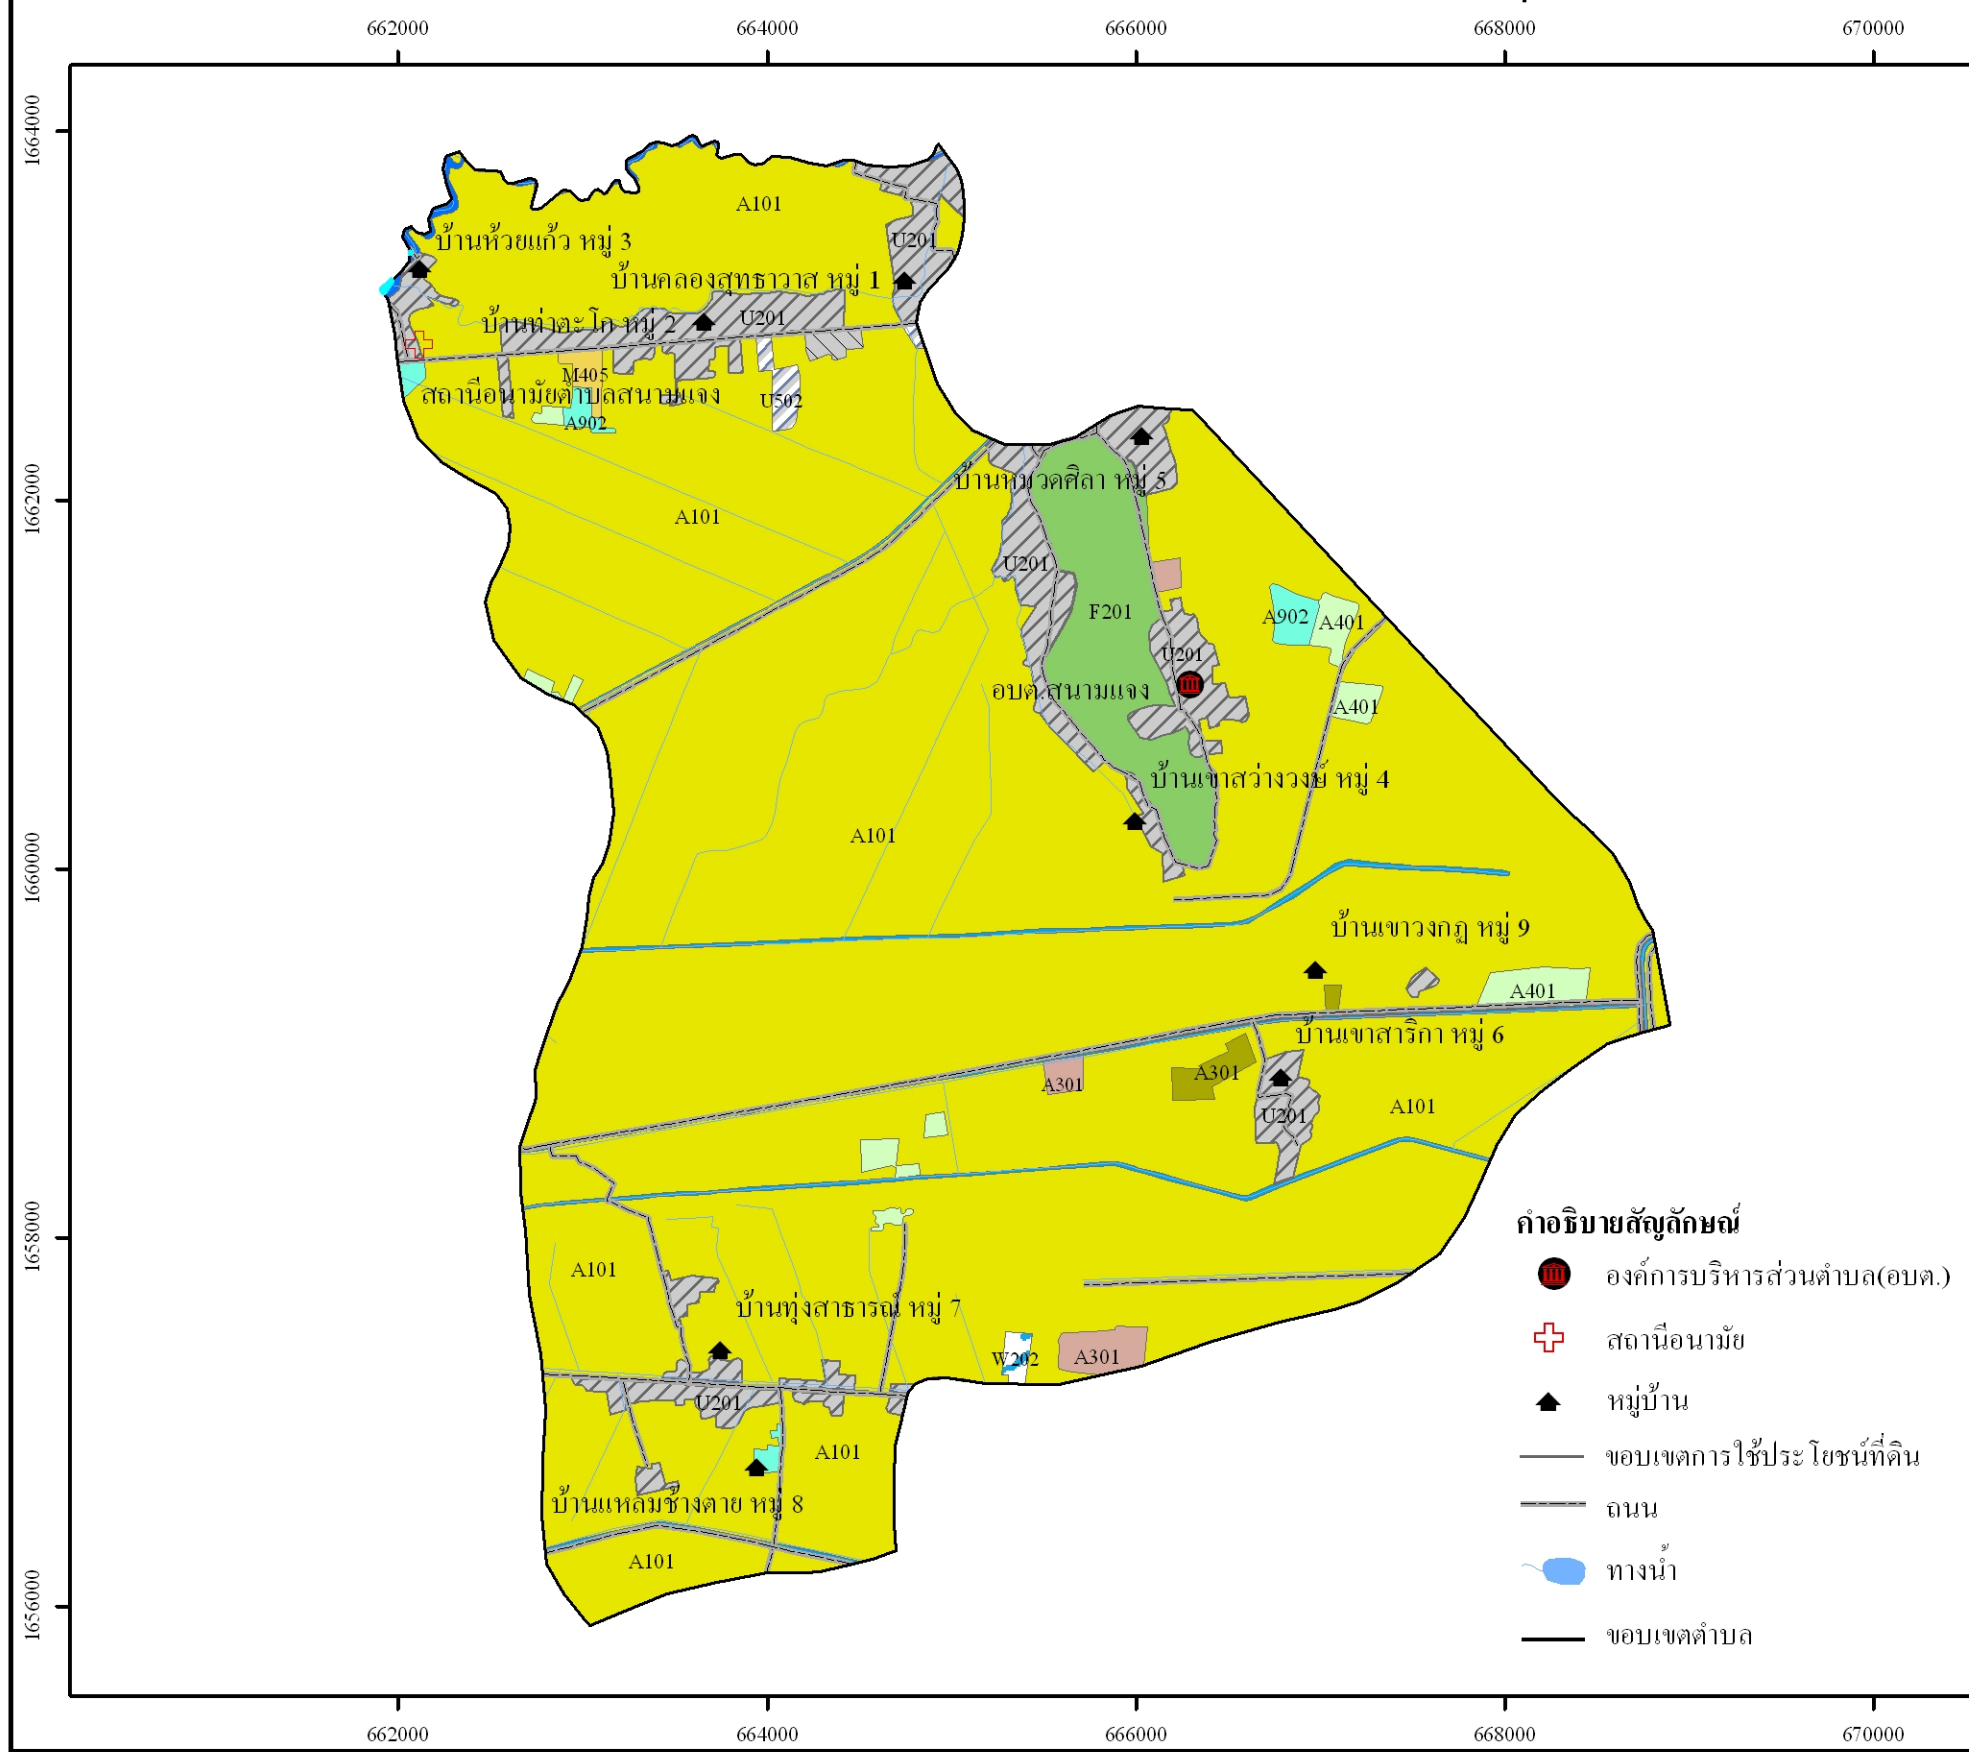 662000 664000 666000 668000 670000
1664000
A101
บ้านห้วยแก้ว หมู่ 3
U201
บ้านคลองสุทธาวาส หมู่ 1
บ้านท่าตะโก หมู่ 2
U201
M405
สถานีอนามัยตำบลสนามแจง
U502
A902
บ้านหมวดศิลา หมู่ 5
1662000
A101
U201
F201
A902
A401
U201
อบต.สนามแจง
A401
บ้านเขาสว่างวงษ์ หมู่ 4
A101
1660000
บ้านเขาวงกฏ หมู่ 9
A401
บ้านเขาสาริกา หมู่ 6
A301
A301
U201
A101
1658000
คำอธิบายสัญลักษณ์
องค์การบริหารส่วนตำบล(อบต.)
สถานีอนามัย
หมู่บ้าน
ขอบเขตการใช้ประโยชน์ที่ดิน
ถนน
ทางน้ำ
ขอบเขตตำบล
A101
บ้านทุ่งสาธารณ์ หมู่ 7
W202
A301
U201
A101
บ้านแหลมช้างตาย หมู่ 8
A101
1656000
662000 664000 666000 668000 670000